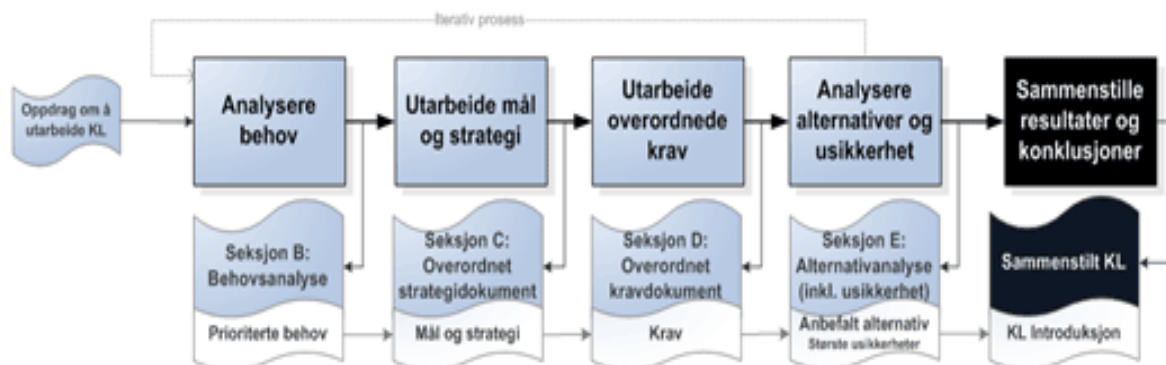 Iterativ prosess
Oppdrag om å
utarbeide KL
Analysere
behov
Utarbeide mål
og strategi
Utarbeide
overordnede
krav
Analysere
alternativer og
usikkerhet
Sammenstille
resultater og
konklusjoner
Seksjon B:
Behovsanalyse
Prioriterte behov
Seksjon C:
Overordnet
strategidokument
Mål og strategi
Seksjon D:
Overordnet
kravdokument
Krav
Seksjon E:
Alternativanalyse
(inkl. usikkerhet)
Anbefalt alternativ
Største usikkerheter
Sammenstilt KL
KL Introduksjon